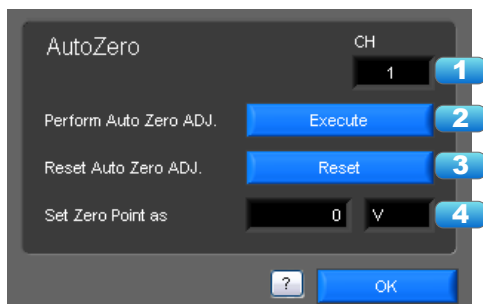 AutoZero CH
1 1
Perform Auto Zero ADJ. Execute 2
Reset Auto Zero ADJ. Reset 3
Set Zero Point as 0 V 4
? OK